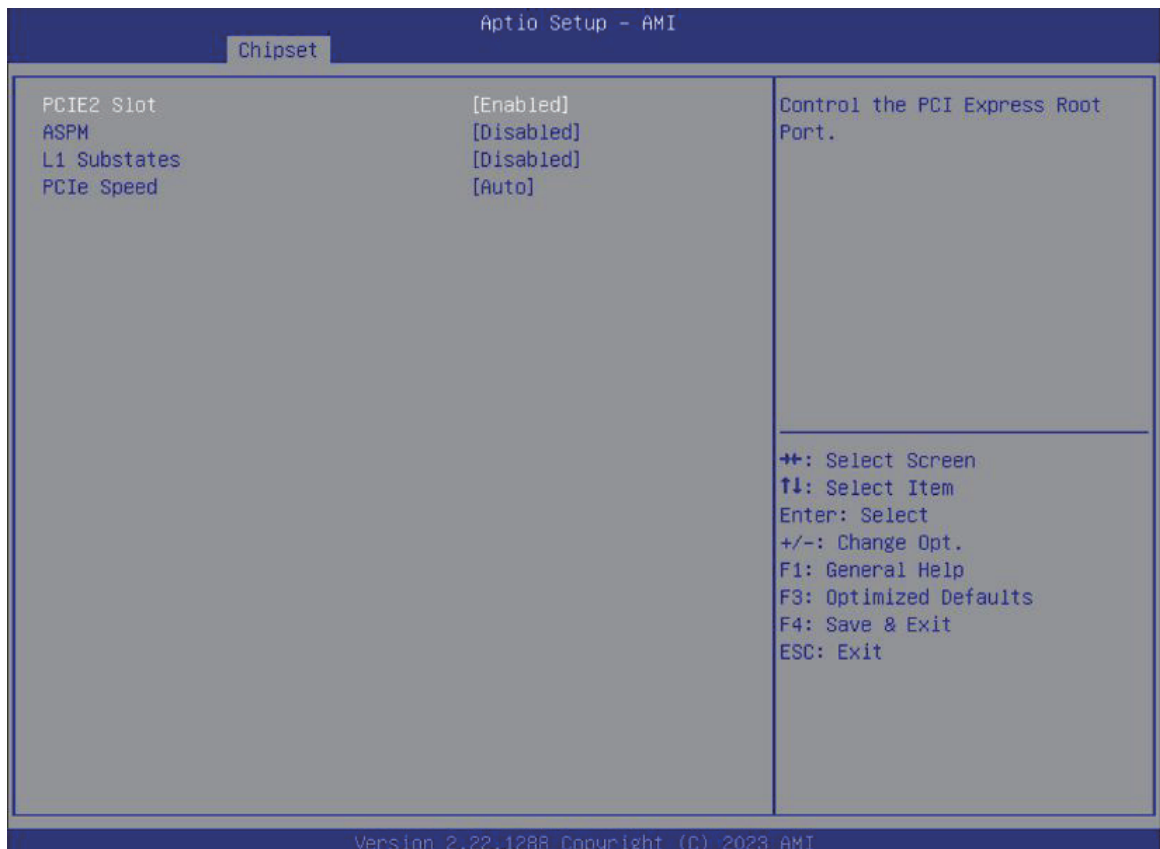 Aptio Setup - AMI
Chipset
PCIE2 Slot [Enabled]
ASPM [Disabled]
L1 Substates [Disabled]
PCIe Speed [Auto]
Control the PCI Express Root
Port.
→←: Select Screen
↑↓: Select Item
Enter: Select
+/-: Change Opt.
F1: General Help
F3: Optimized Defaults
F4: Save & Exit
ESC: Exit
Version 2.22.1288 Copyright (C) 2023 AMI